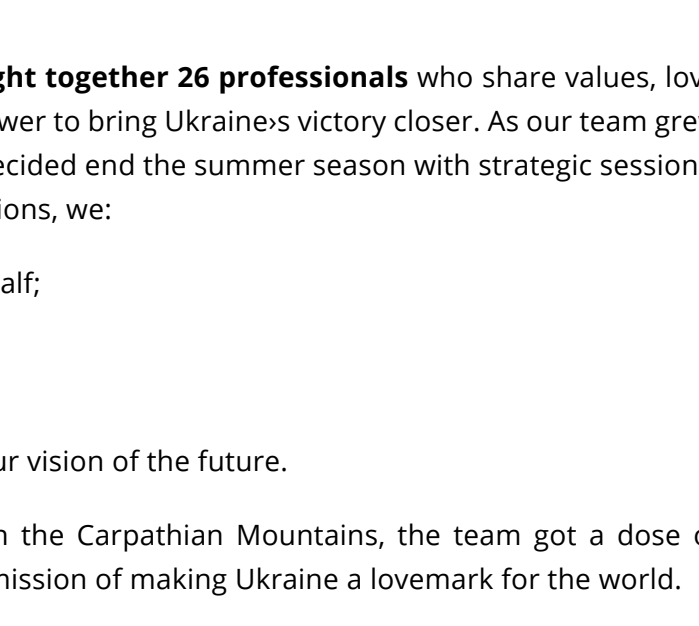 ght together 26 professionals who share values, lov
wer to bring Ukraine›s victory closer. As our team gre
ecided end the summer season with strategic session
ions, we:
alf;
ur vision of the future.
n the Carpathian Mountains, the team got a dose
mission of making Ukraine a lovemark for the world.